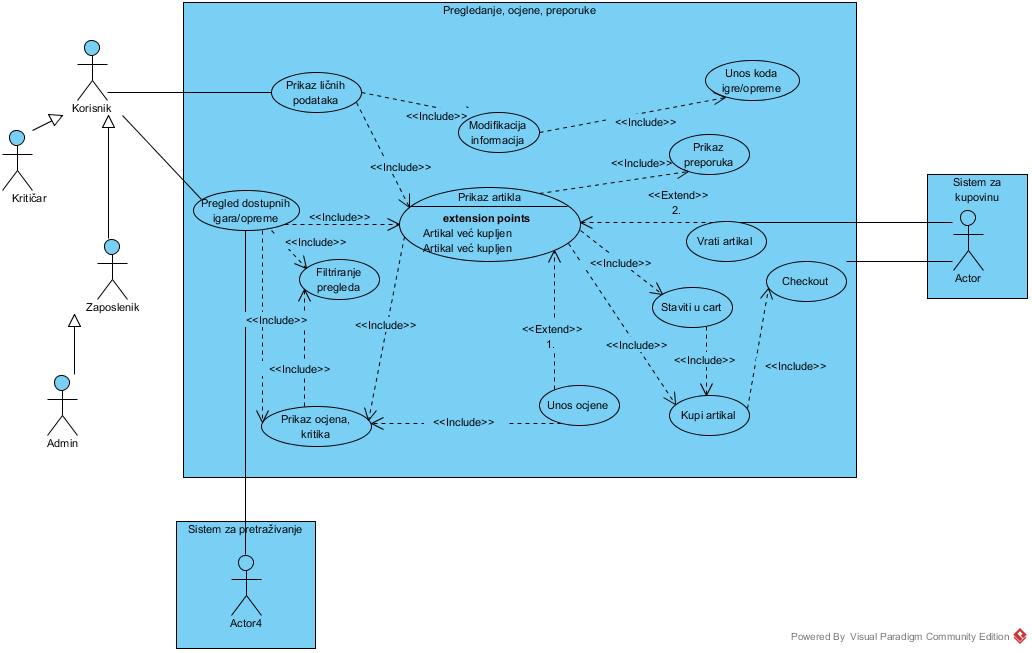 Pregledanje, ocjene, preporuke
Korisnik
Kritičar
Zaposlenik
Admin
Prikaz ličnih
podataka
<<Include>>
Modifikacija
informacija
<<Include>>
Unos koda
igre/opreme
<<Include>>
<<Include>>
Prikaz
preporuka
Pregled dostupnih
igara/opreme
<<Include>>
<<Include>>
Prikaz artikla
extension points
Artikal već kupljen
Artikal već kupljen
<<Extend>>
2.
Vrati artikal
Filtriranje
pregleda
<<Include>>
Checkout
Staviti u cart
<<Include>>
<<Include>>
<<Extend>>
1.
<<Include>>
<<Include>>
<<Include>>
<<Include>>
Unos ocjene
Kupi artikal
Prikaz ocjena,
kritika
<<Include>>
Sistem za
kupovinu
Actor
Sistem za pretraživanje
Actor4
Powered By Visual Paradigm Community Edition